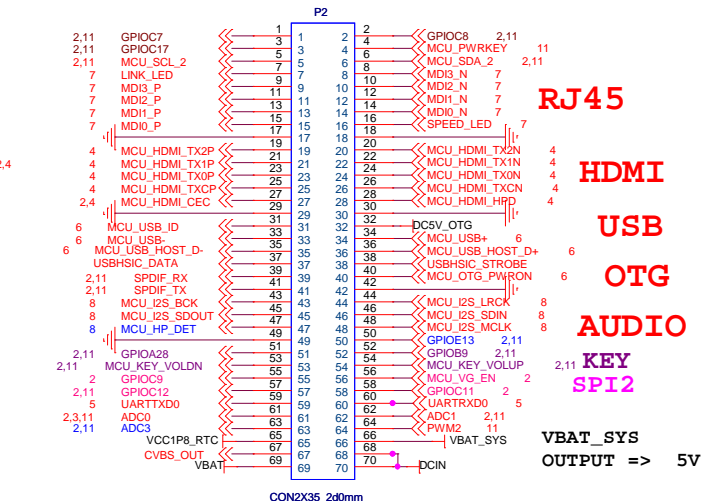 P2
2,11 GPIOC7 1 1 2 2 GPIOC8 2,11
2,11 GPIOC17 3 3 4 4 MCU_PWRKEY 11
2,11 MCU_SCL_2 5 5 6 6 MCU_SDA_2 2,11
7 LINK_LED 7 7 8 8 MDI3_N 7
7 MDI3_P 9 9 10 10 MDI2_N 7
7 MDI2_P 11 11 12 12 MDI1_N 7
7 MDI1_P 13 13 14 14 MDI0_N 7
7 MDI0_P 15 15 16 16 SPEED_LED 7
RJ45
17 17 18 18
4 MCU_HDMI_TX2P 19 19 20 20 MCU_HDMI_TX2N 4
2,4
4 MCU_HDMI_TX1P 21 21 22 22 MCU_HDMI_TX1N 4
4 MCU_HDMI_TX0P 23 23 24 24 MCU_HDMI_TX0N 4
HDMI
4 MCU_HDMI_TXCP 25 25 26 26 MCU_HDMI_TXCN 4
2,4 MCU_HDMI_CEC 27 27 28 28 MCU_HDMI_HPD 4
29 29 30 30
6 MCU_USB_ID 31 31 32 32 DC5V_OTG
USB
6 MCU_USB- 33 33 34 34 MCU_USB+ 6
6 MCU_USB_HOST_D- 35 35 36 36 MCU_USB_HOST_D+ 6
USBHSIC_DATA 37 37 38 38 USBHSIC_STROBE
2,11 SPDIF_RX 39 39 40 40 MCU_OTG_PWRON 6
OTG
2,11 SPDIF_TX 41 41 42 42
8 MCU_I2S_BCK 43 43 44 44 MCU_I2S_LRCK 8
8 MCU_I2S_SDOUT 45 45 46 46 MCU_I2S_SDIN 8
8 MCU_HP_DET 47 47 48 48 MCU_I2S_MCLK 8
AUDIO
49 49 50 50 GPIOE13 2,11
2,11 GPIOA28 51 51 52 52 GPIOB9 2,11
2,11 MCU_KEY_VOLDN 53 53 54 54 MCU_KEY_VOLUP 2,11
KEY
2 GPIOC9 55 55 56 56 MCU_VG_EN 2
SPI2
2,11 GPIOC12 57 57 58 58 GPIOC11 2
5 UARTTXD0 59 59 60 60 UARTRXD0 5
2,3,11 ADC0 61 61 62 62 ADC1 2,11
2,11 ADC3 63 63 64 64 PWM2 11
VCC1P8_RTC 65 65 66 66 VBAT_SYS
CVBS_OUT 67 67 68 68
VBAT 69 69 70 70 DCIN
VBAT_SYS
OUTPUT => 5V
CON2X35_2d0mm